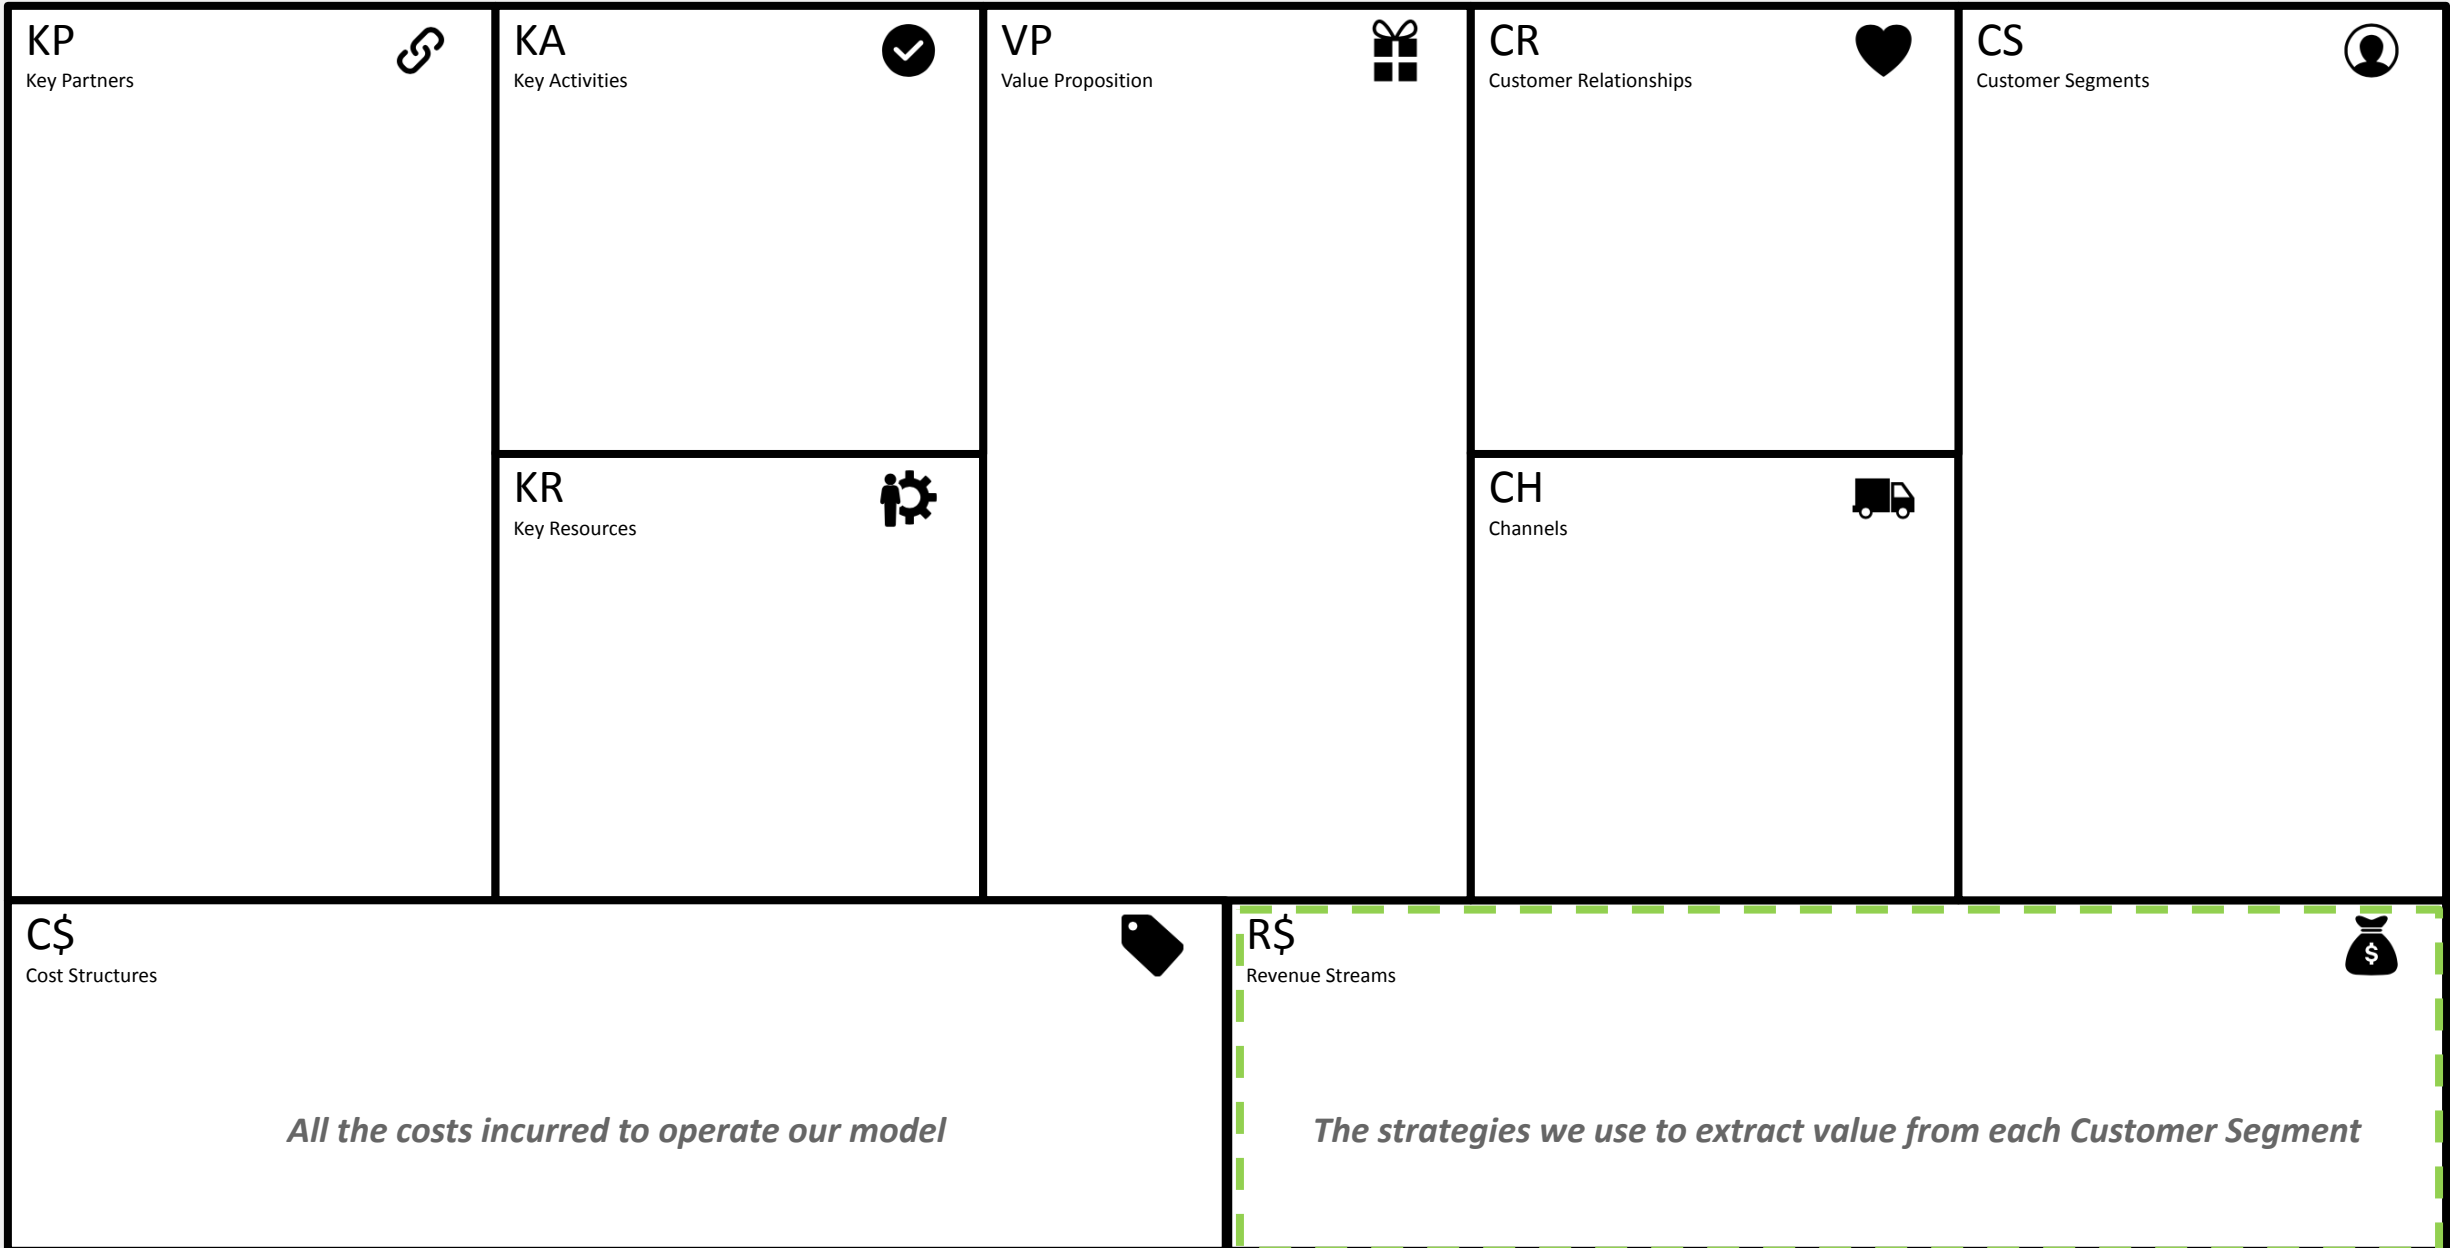 KP
Key Partners
KA
Key Activities
KR
Key Resources
VP
Value Proposition
CR
Customer Relationships
CH
Channels
CS
Customer Segments
C$
Cost Structures
All the costs incurred to operate our model
R$
Revenue Streams
$
The strategies we use to extract value from each Customer Segment